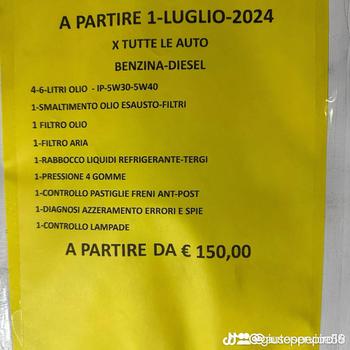 A PARTIRE 1-LUGLIO-2024
X TUTTE LE AUTO
BENZINA-DIESEL
4-6-LITRI OLIO - IP-5W30-5W40
1-SMALTIMENTO OLIO ESAUSTO-FILTRI
1 FILTRO OLIO
1-FILTRO ARIA
1-RABBOCCO LIQUIDI REFRIGERANTE-TERGI
1-PRESSIONE 4 GOMME
1-CONTROLLO PASTIGLIE FRENI ANT-POST
1-DIAGNOSI AZZERAMENTO ERRORI E SPIE
1-CONTROLLO LAMPADE
A PARTIRE DA € 150,00